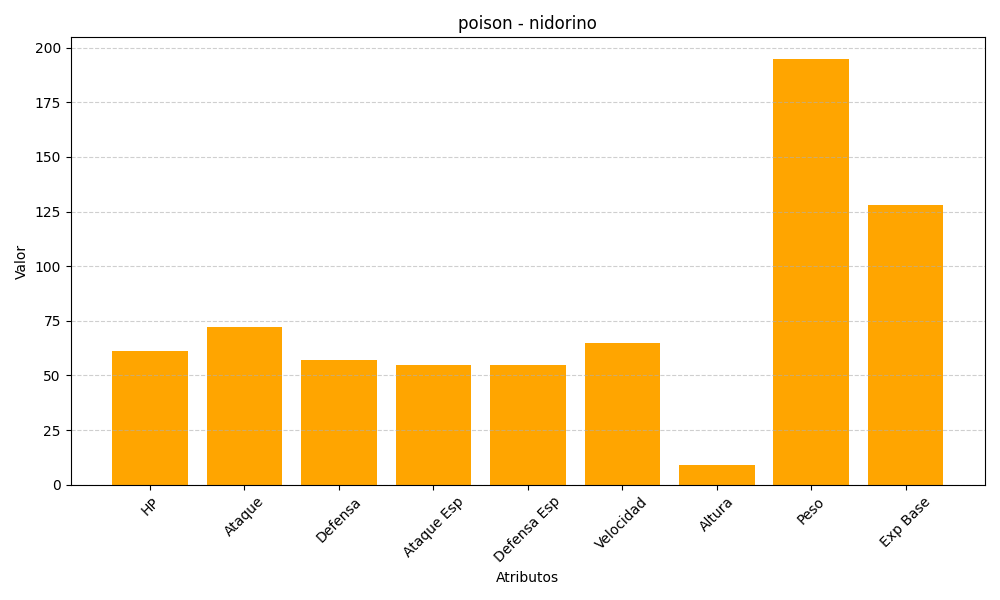 poison - nidorino
Valor
200
175
150
125
100
75
50
25
0
HP
Ataque
Defensa
Ataque Esp
Defensa Esp
Velocidad
Altura
Peso
Exp Base
Atributos